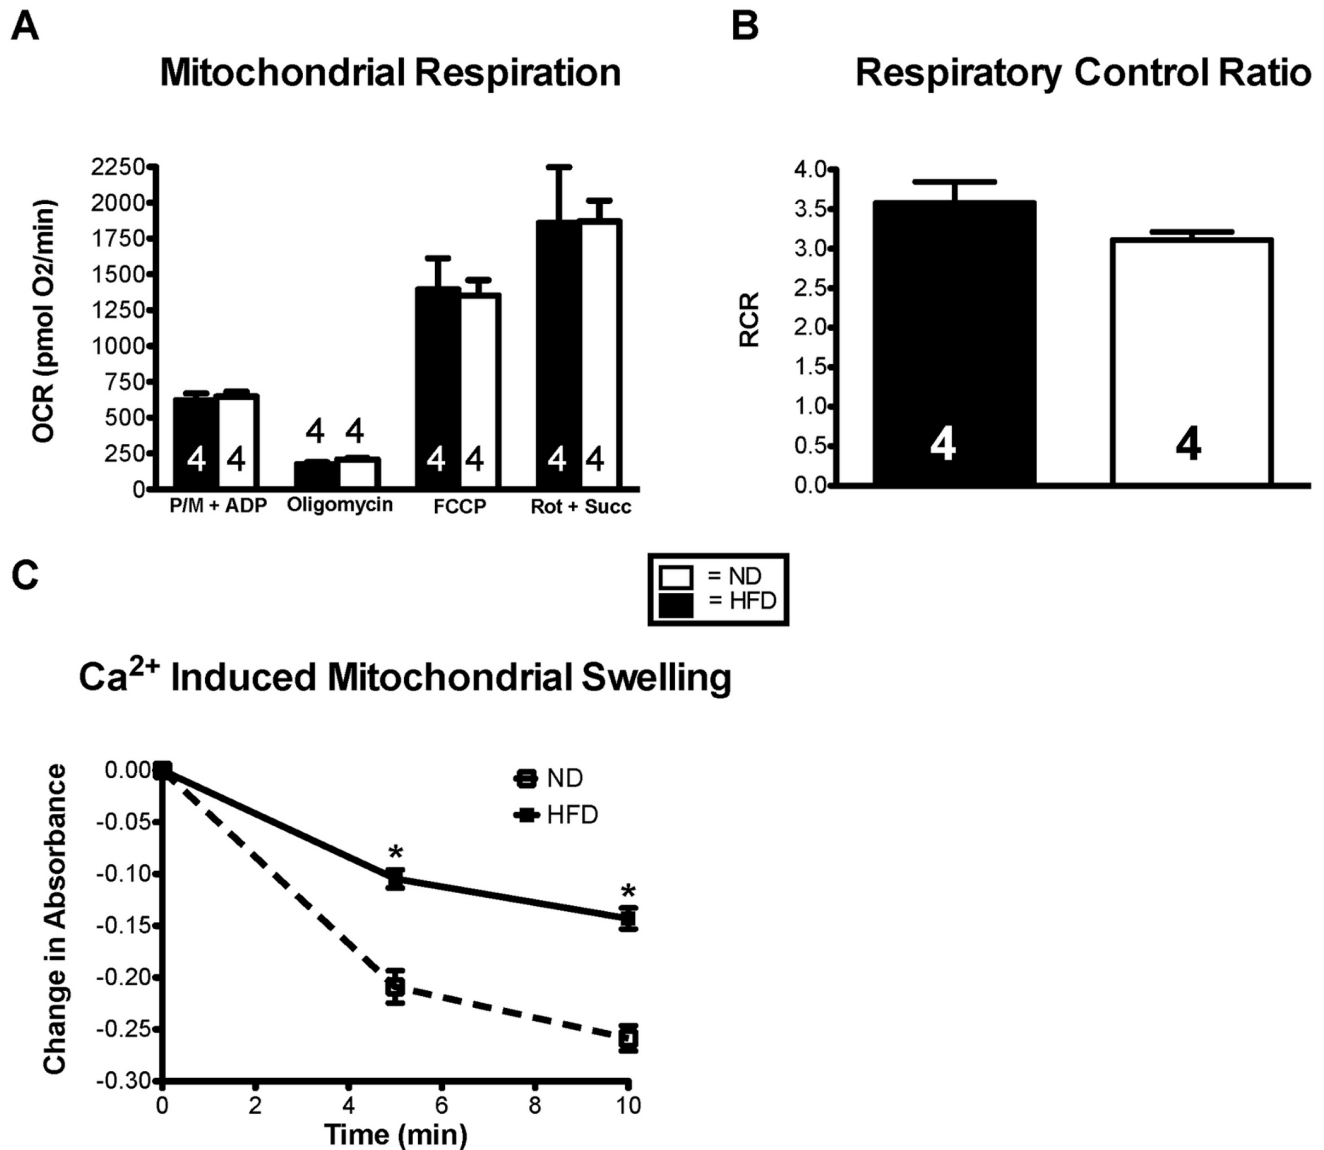 A
Mitochondrial Respiration
OCR (pmol O2/min)
2250
2000
1750
1500
1250
1000
750
500
250
0
4 4 4 4 4 4 4 4
P/M + ADP Oligomycin FCCP Rot + Succ
B
Respiratory Control Ratio
RCR
4.0
3.5
3.0
2.5
2.0
1.5
1.0
0.5
0.0
4 4
= ND
= HFD
C
Ca²⁺ Induced Mitochondrial Swelling
Change in Absorbance
0.00
-0.05
-0.10
-0.15
-0.20
-0.25
-0.30
ND
HFD
* *
0 2 4 6 8 10
Time (min)